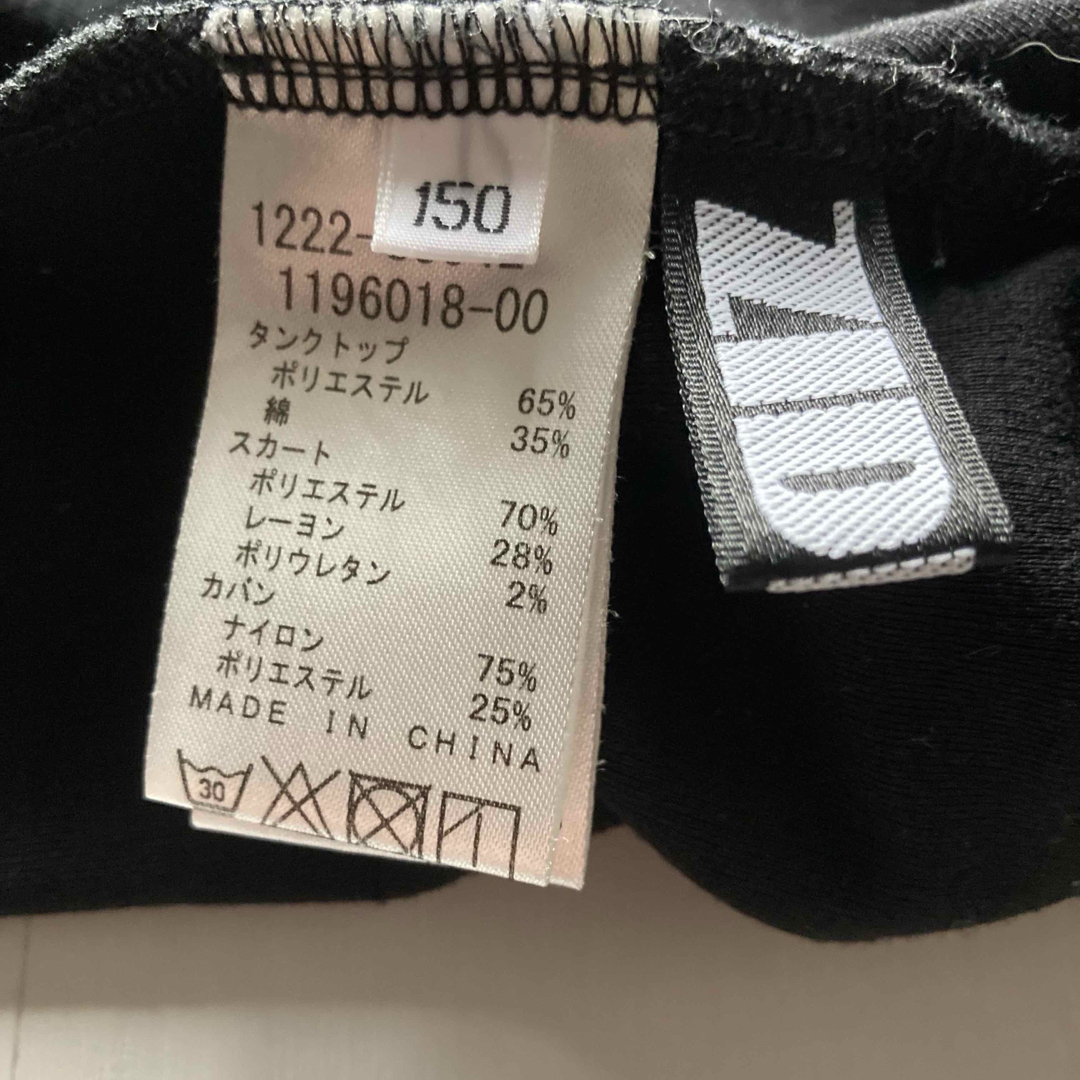 150
1222-
1196018-00
タンクトップ
ポリエステル 65%
綿 35%
スカート
ポリエステル 70%
レーヨン 28%
ポリウレタン 2%
カバン
ナイロン 75%
ポリエステル 25%
MADE IN CHINA
30